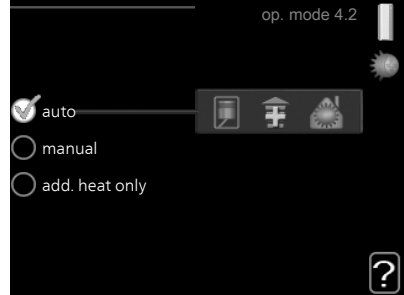 op. mode 4.2
auto
manual
add. heat only
?